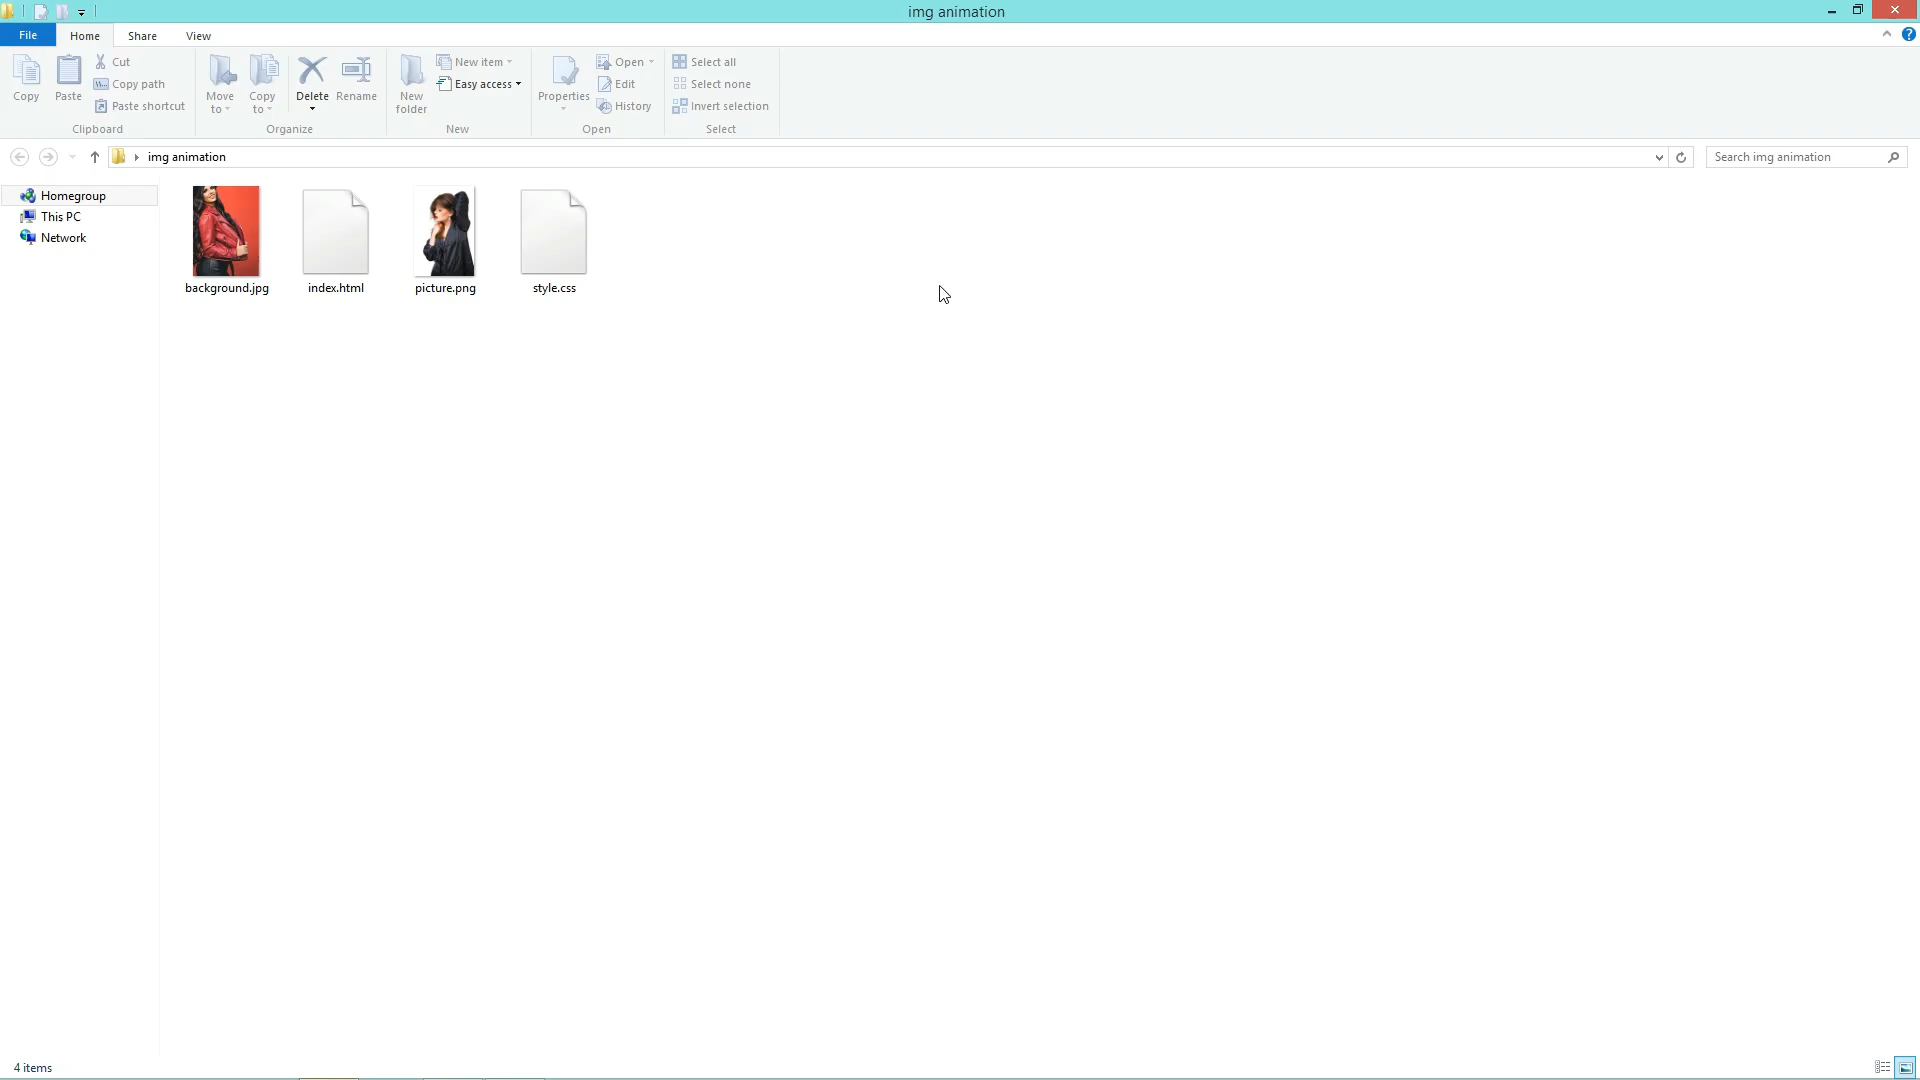 img animation
File Home Share View
?
Copy
Paste
Cut
Copy path
Paste shortcut
Clipboard
Move to
Copy to
Delete
Rename
Organize
New folder
New item
Easy access
New
Properties
Open
Edit
History
Open
Select all
Select none
Invert selection
Select
img animation
Search img animation
Homegroup
This PC
Network
background.jpg
index.html
picture.png
style.css
4 items